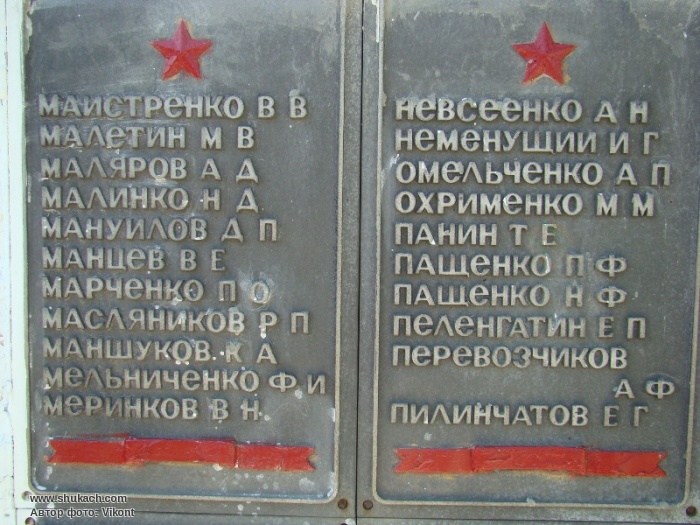 МАИСТРЕНКО В В
МАЛЕТИН М В
МАЛЯРОВ А Д
МАЛИНКО Н Д
МАНУИЛОВ Д П
МАНЦЕВ В Е
МАРЧЕНКО П О
МАСЛЯНИКОВ Р П
МАНШУКОВ К А
МЕЛЬНИЧЕНКО Ф И
МЕРИНКОВ В Н
НЕВСЕЕНКО А Н
НЕМЕНУЩИИ И Г
ОМЕЛЬЧЕНКО А П
ОХРИМЕНКО М М
ПАНИН Т Е
ПАЩЕНКО П Ф
ПАЩЕНКО Н Ф
ПЕЛЕНГАТИН Е П
ПЕРЕВОЗЧИКОВ
А Ф
ПИЛИНЧАТОВ Е Г
www.shukach.com
Автор фото: Vikont